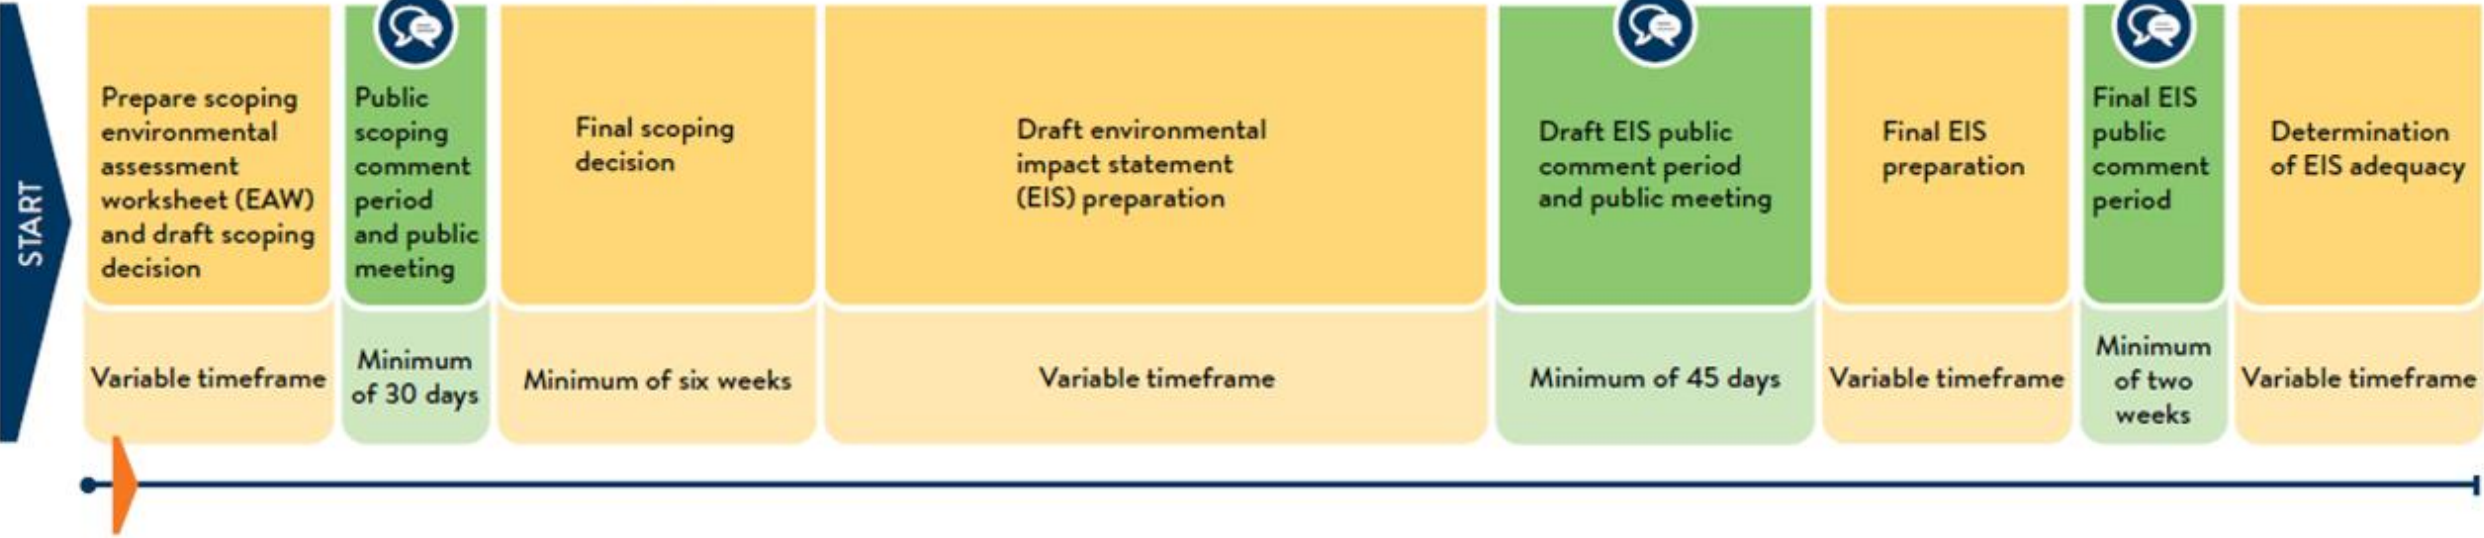 START
Prepare scoping
environmental
assessment
worksheet (EAW)
and draft scoping
decision
Variable timeframe
Public
scoping
comment
period
and public
meeting
Minimum
of 30 days
Final scoping
decision
Minimum of six weeks
Draft environmental
impact statement
(EIS) preparation
Variable timeframe
Draft EIS public
comment period
and public meeting
Minimum of 45 days
Final EIS
preparation
Variable timeframe
Final EIS
public
comment
period
Minimum
of two
weeks
Determination
of EIS adequacy
Variable timeframe